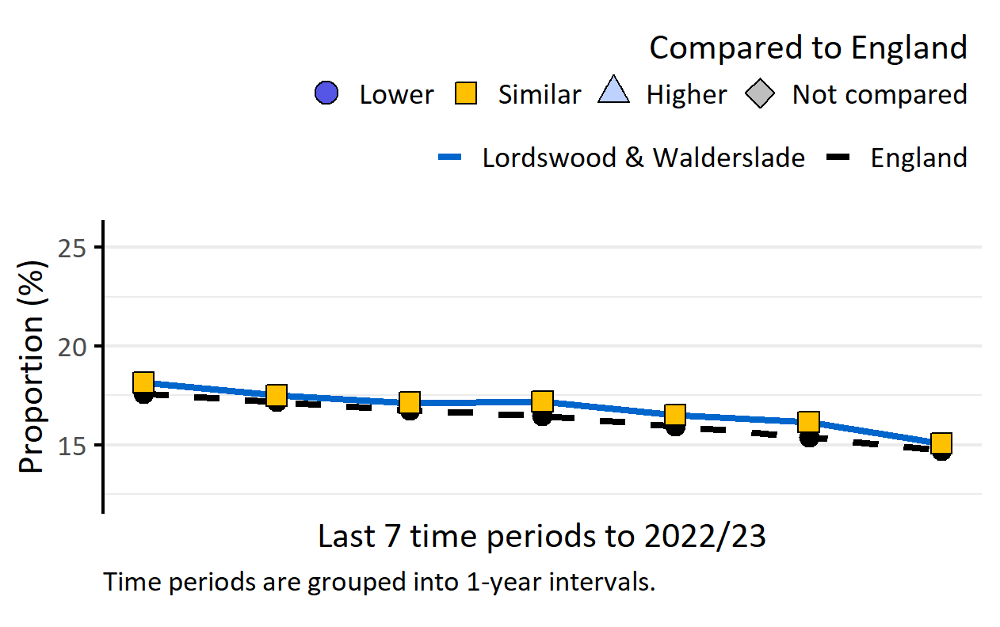 Compared to England
Lower Similar Higher Not compared
Lordswood & Walderslade England
25
20
15
Proportion (%)
Last 7 time periods to 2022/23
Time periods are grouped into 1-year intervals.